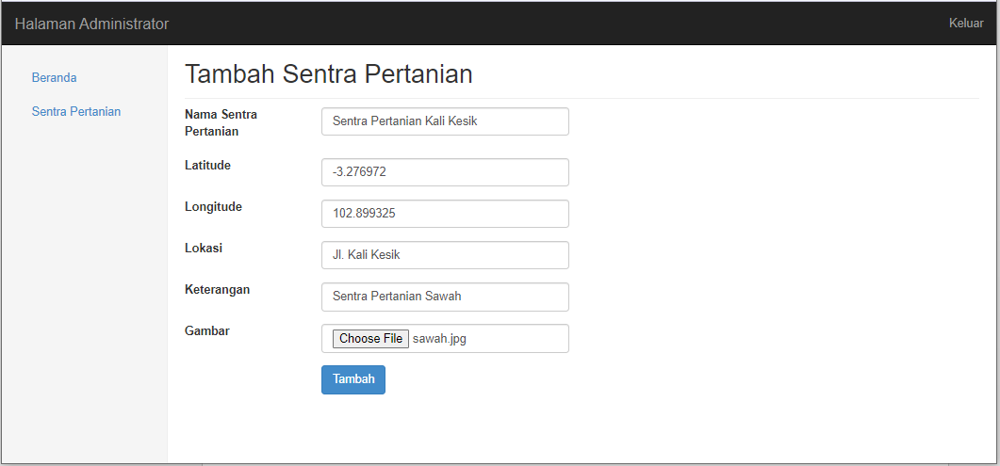 Halaman Administrator
Keluar
Beranda
Sentra Pertanian
Tambah Sentra Pertanian
Nama Sentra
Pertanian
Sentra Pertanian Kali Kesik
Latitude
-3.276972
Longitude
102.899325
Lokasi
Jl. Kali Kesik
Keterangan
Sentra Pertanian Sawah
Gambar
Choose File sawah.jpg
Tambah